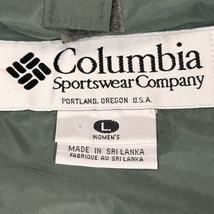 Columbia
Sportswear Company
PORTLAND, OREGON U.S.A.
L
WOMEN'S
MADE IN SRI LANKA
FABRIQUE AU SRI LANKA